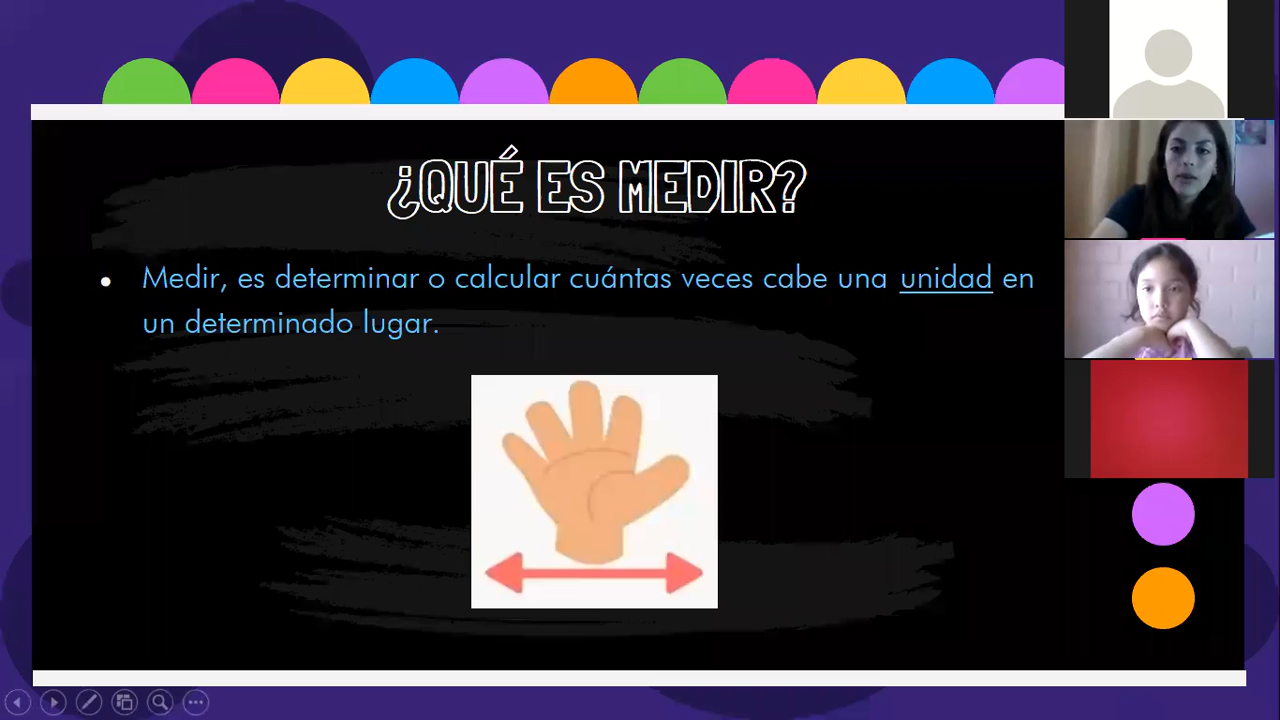 ¿QUÉ ES MEDIR?
Medir, es determinar o calcular cuántas veces cabe una unidad en
un determinado lugar.